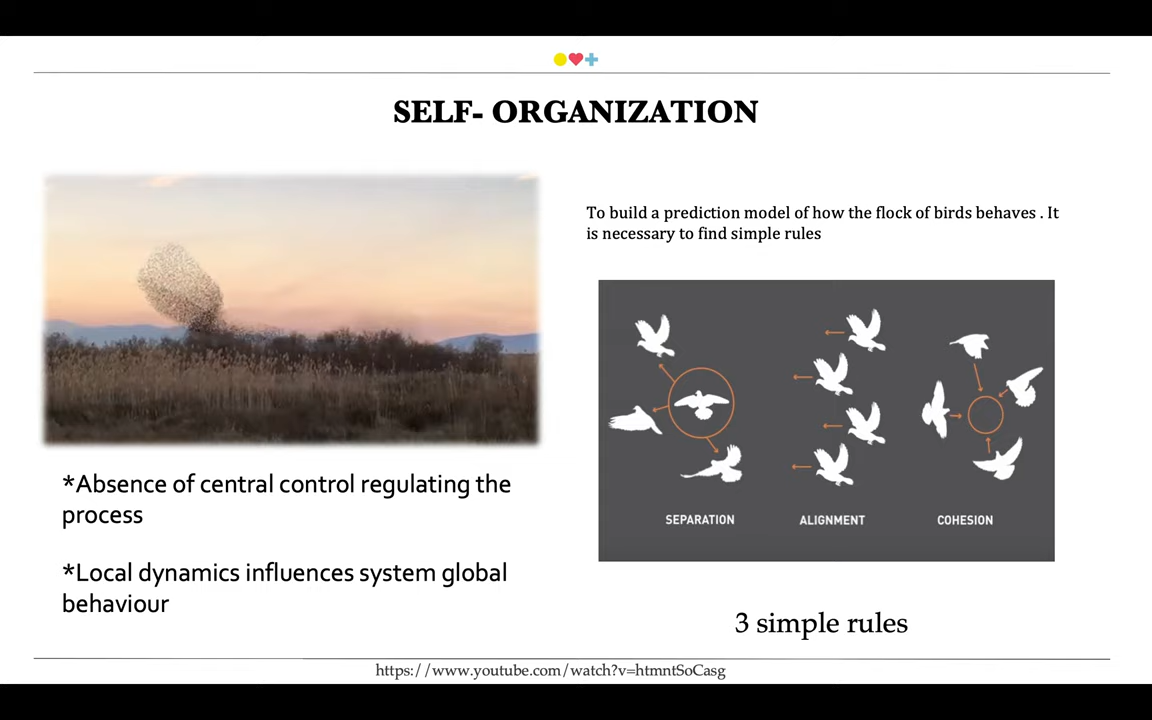 SELF- ORGANIZATION
To build a prediction model of how the flock of birds behaves . It
is necessary to find simple rules
SEPARATION
ALIGNMENT
COHESION
*Absence of central control regulating the
process
*Local dynamics influences system global
behaviour
3 simple rules
https://www.youtube.com/watch?v=htmntSoCasg